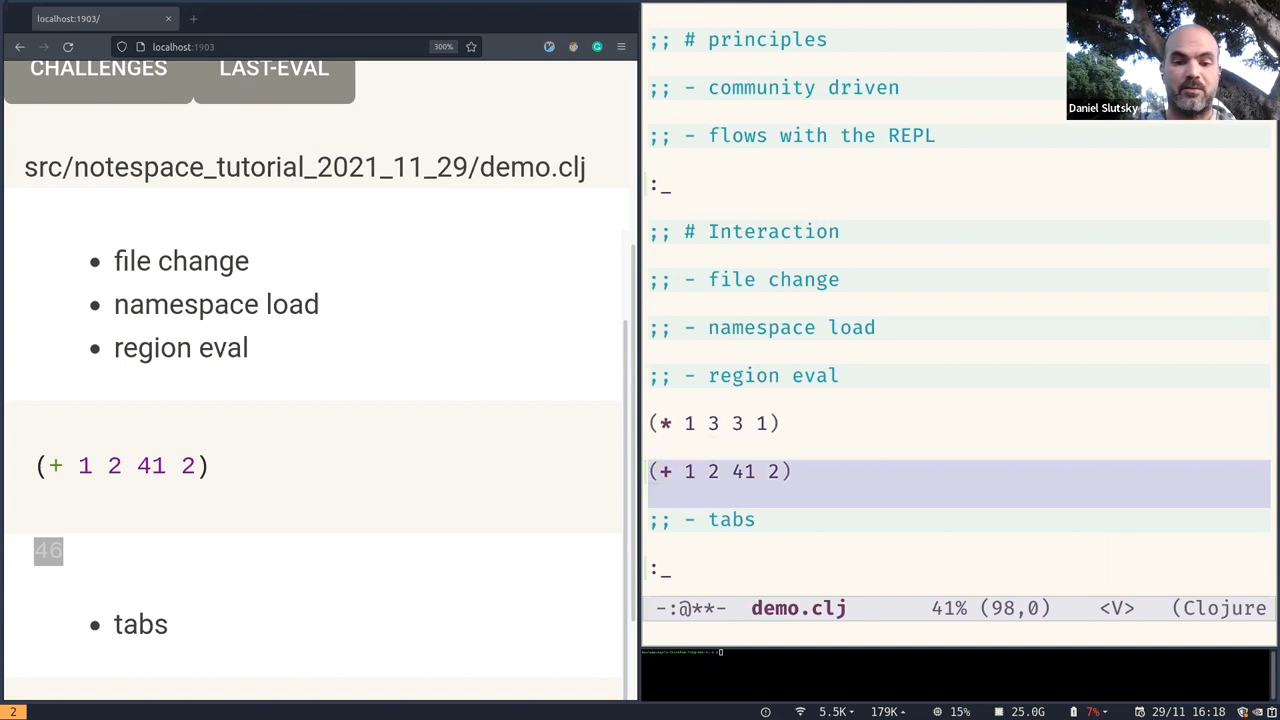 localhost:1903/
localhost:1903
300%
CHALLENGES
LAST-EVAL
src/notespace_tutorial_2021_11_29/demo.clj
• file change
• namespace load
• region eval
(+ 1 2 41 2)
46
• tabs
;; # principles
;; - community driven
;; - flows with the REPL
:_
;; # Interaction
;; - file change
;; - namespace load
;; - region eval
(* 1 3 3 1)
(+ 1 2 41 2)
;; - tabs
:_
-:@**- demo.clj 41% (98,0) <V> (Clojure
Daniel Slutsky
2
5.5K 179K 15% 25.0G 7% 29/11 16:18